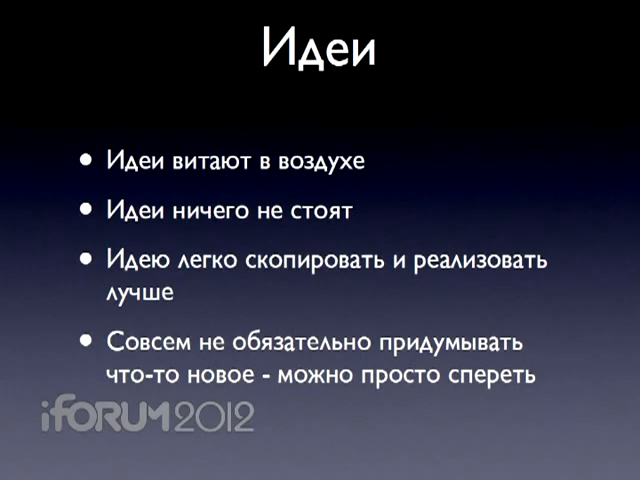 Идеи
• Идеи витают в воздухе
• Идеи ничего не стоят
• Идею легко скопировать и реализовать
лучше
• Совсем не обязательно придумывать
что-то новое - можно просто спереть
iFORUM2012